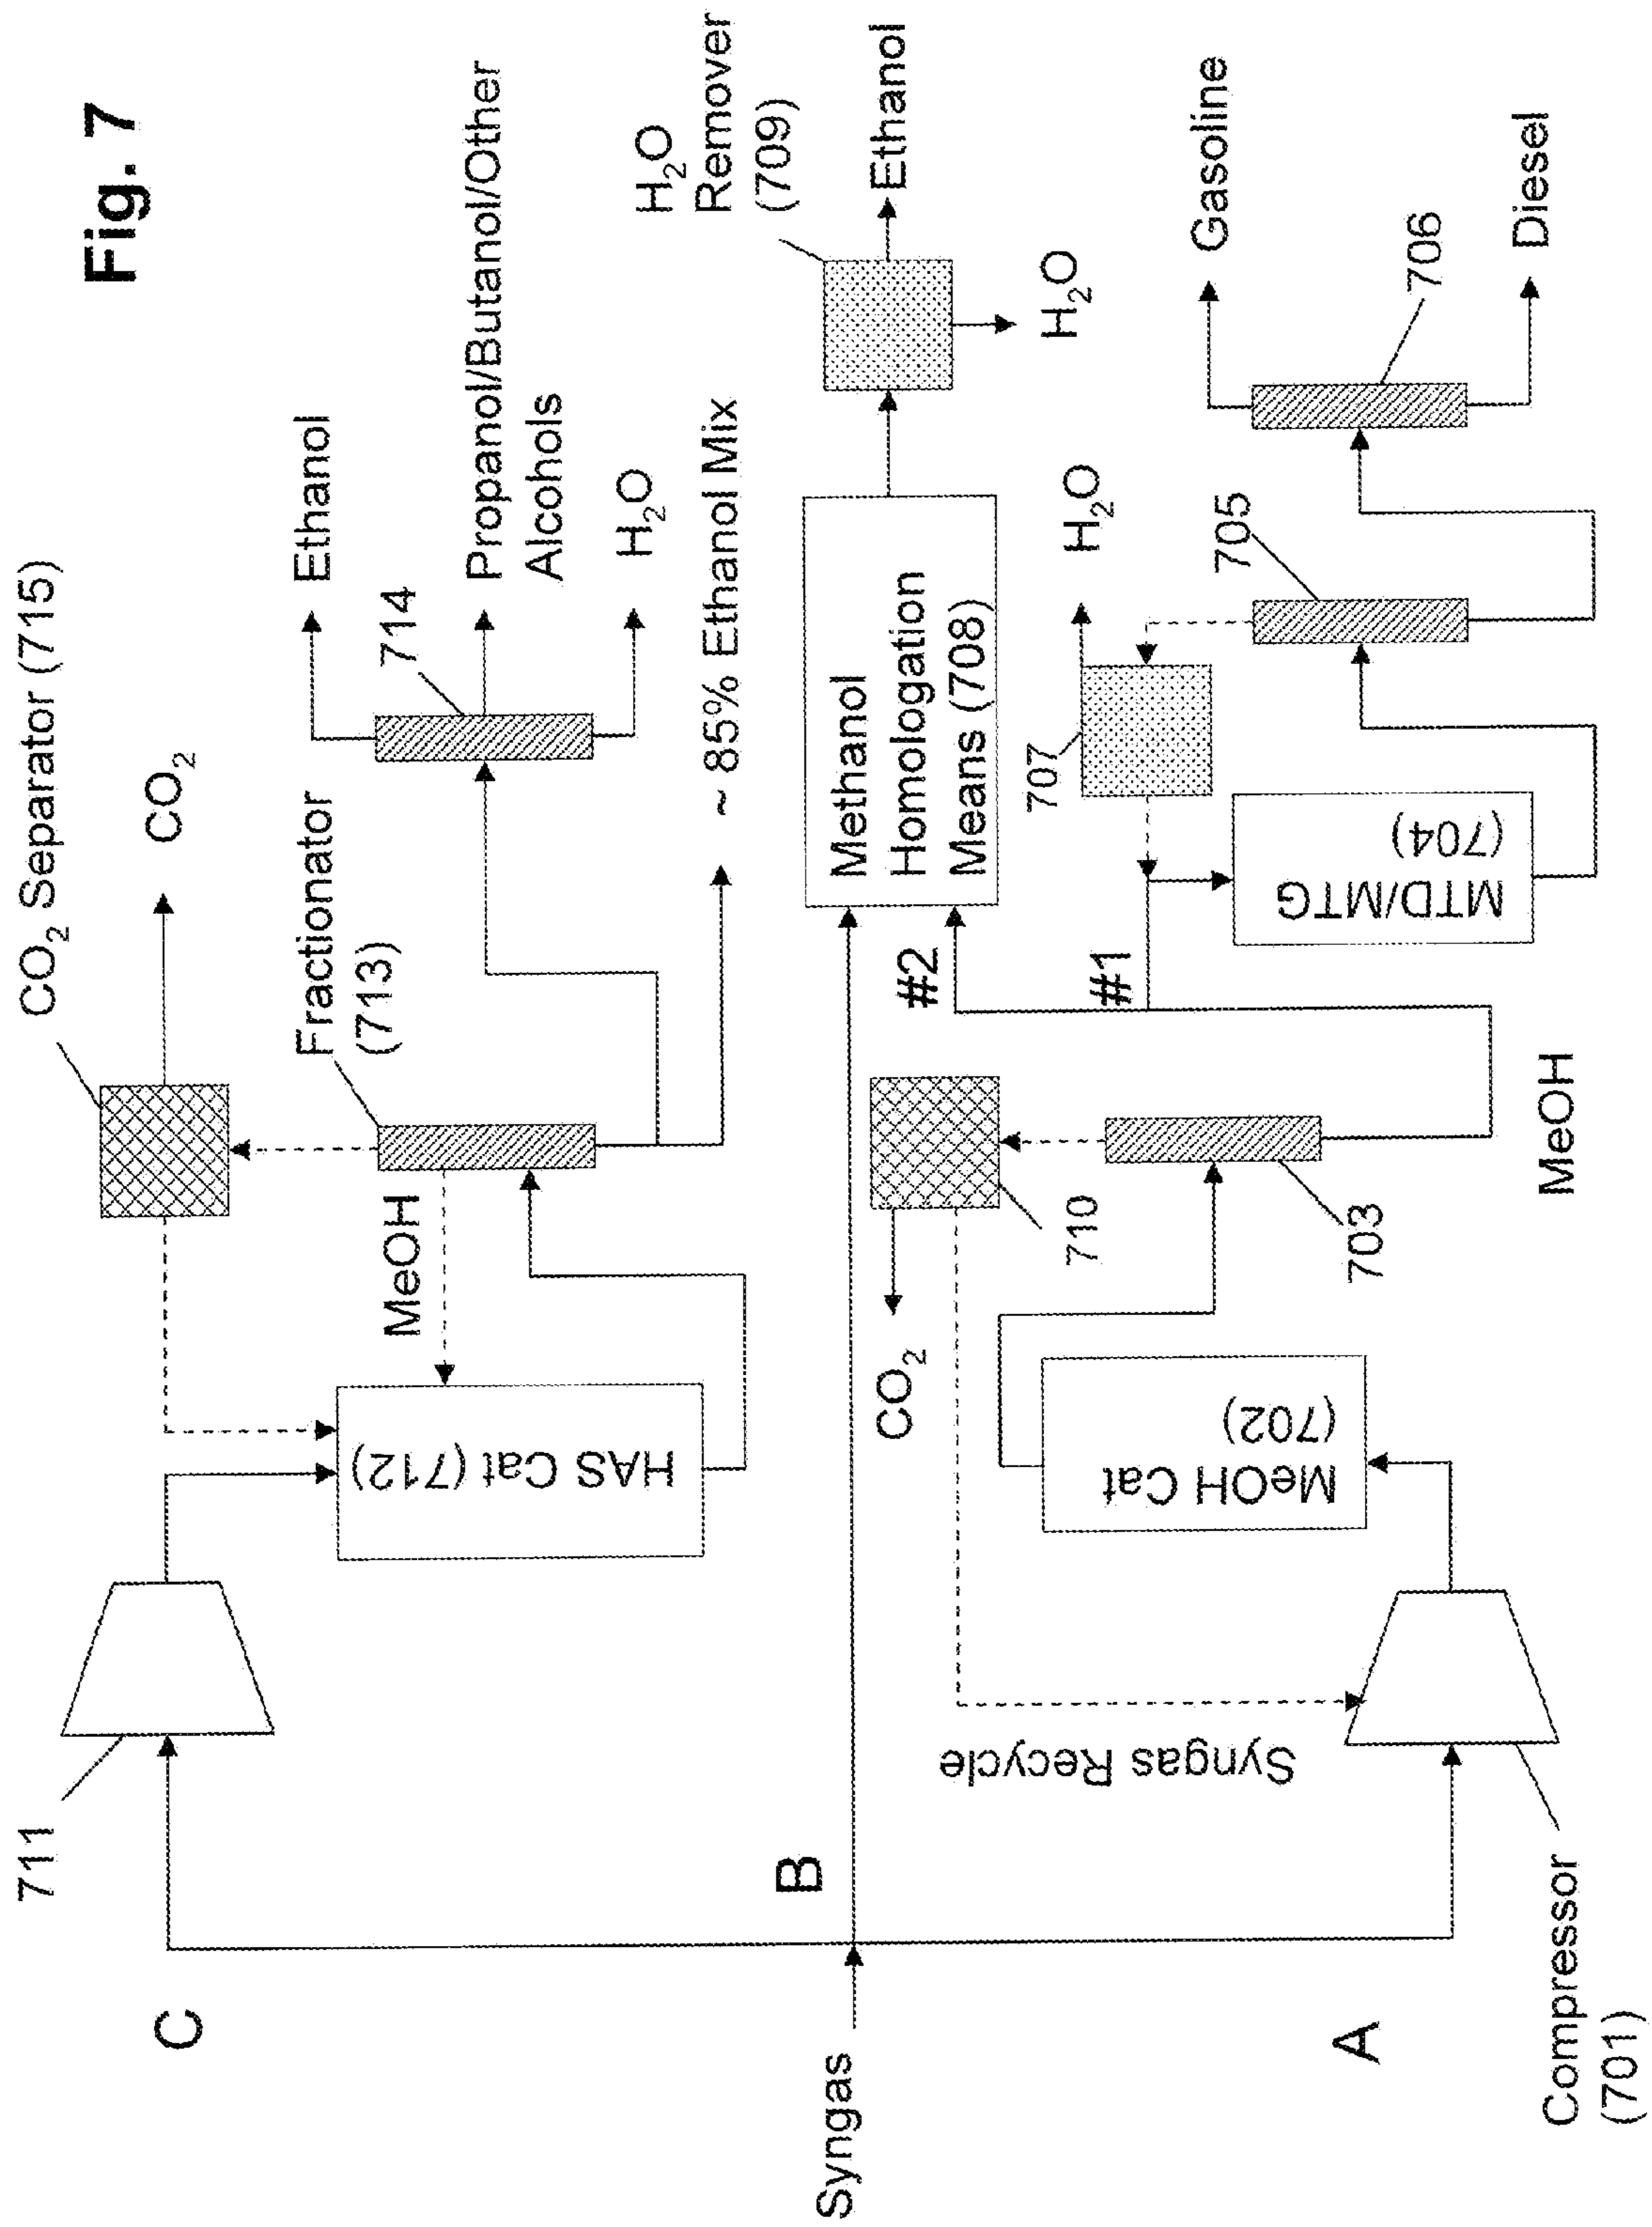 Fig. 7
CO2 Separator (715)
CO2
Ethanol
714
Propanol/Butanol/Other
Alcohols
H2O
Fractionator
(713)
~ 85% Ethanol Mix
MeOH
HAS Cat (712)
711
C
B
Syngas
A
H2O
Remover
(709)
Ethanol
H2O
Methanol
Homologation
Means (708)
#2
#1
CO2
710
703
MeOH
MeOH Cat
(702)
Syngas Recycle
Compressor
(701)
MTD/MTG
(704)
707
H2O
705
706
Gasoline
Diesel